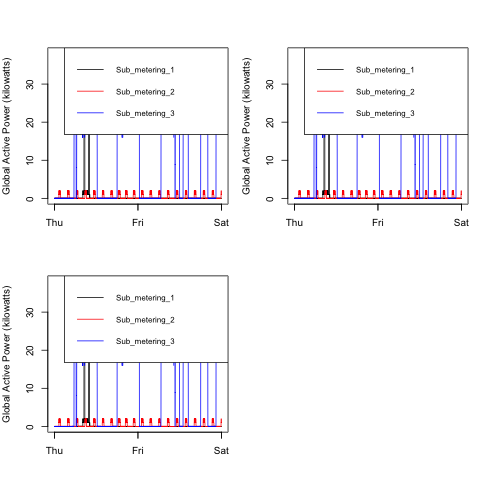 Global Active Power (kilowatts)
0 10 20 30
Sub_metering_1
Sub_metering_2
Sub_metering_3
Thu Fri Sat
Global Active Power (kilowatts)
0 10 20 30
Sub_metering_1
Sub_metering_2
Sub_metering_3
Thu Fri Sat
Global Active Power (kilowatts)
0 10 20 30
Sub_metering_1
Sub_metering_2
Sub_metering_3
Thu Fri Sat